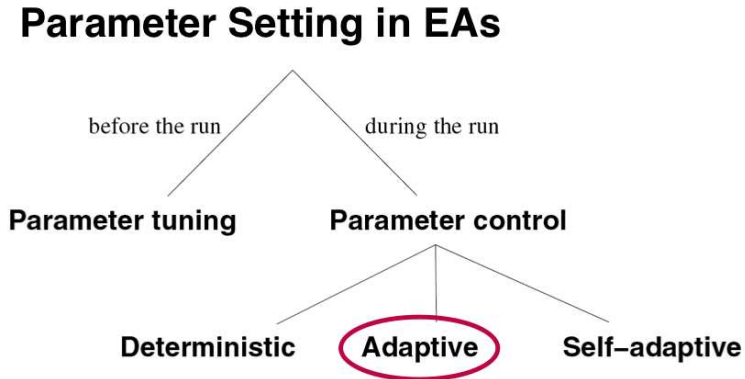 Parameter Setting in EAs
before the run
during the run
Parameter tuning
Parameter control
Deterministic
Adaptive
Self-adaptive